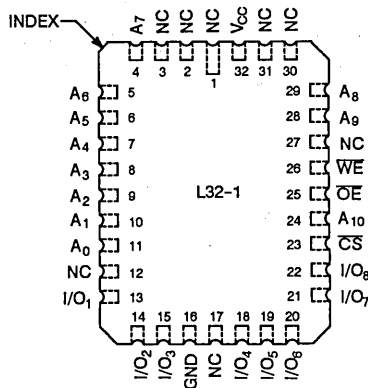 INDEX
A7 NC NC NC VCC NC NC
4 3 2 1 32 31 30
A6 5 29 A8
A5 6 28 A9
A4 7 27 NC
A3 8 26 W̅E̅
A2 9 L32-1 25 O̅E̅
A1 10 24 A10
A0 11 23 C̅S̅
NC 12 22 I/O8
I/O1 13 21 I/O7
14 15 16 17 18 19 20
I/O2 I/O3 GND NC I/O4 I/O5 I/O6